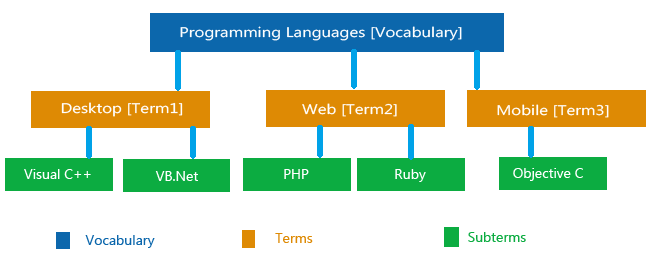 Programming Languages [Vocabulary]
Desktop [Term1]
Web [Term2]
Mobile [Term3]
Visual C++
VB.Net
PHP
Ruby
Objective C
Vocabulary
Terms
Subterms